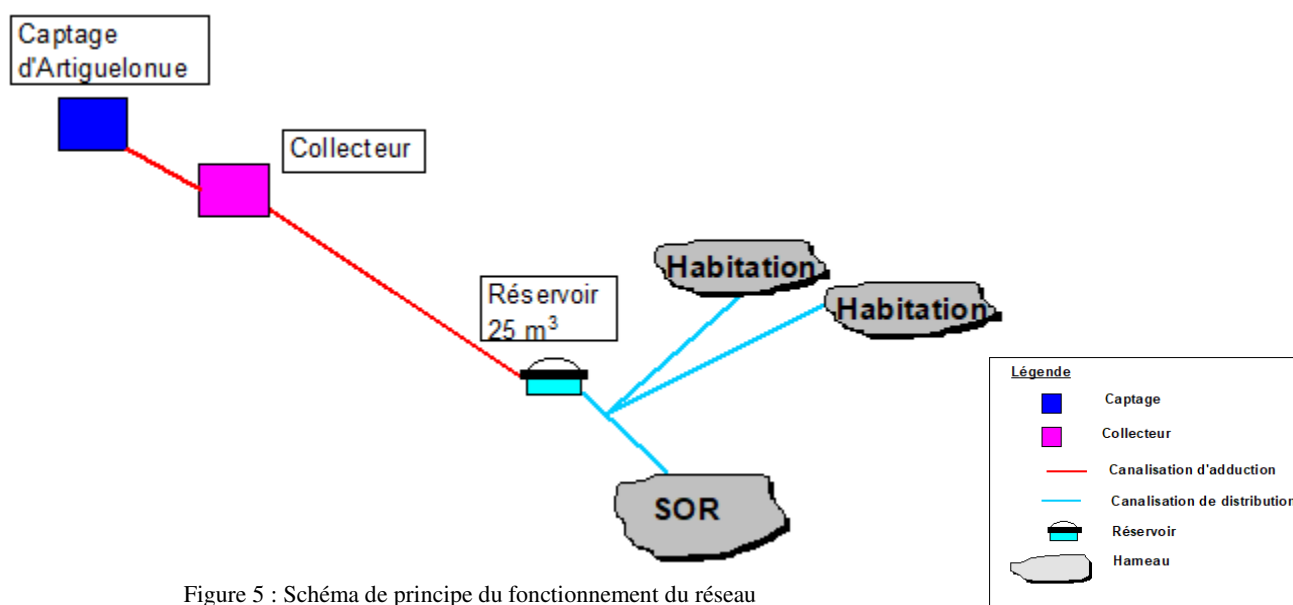 Captage
d'Artiguelonue
Collecteur
Réservoir
25 m³
Habitation
Habitation
SOR
Légende
Captage
Collecteur
Canalisation d'adduction
Canalisation de distribution
Réservoir
Hameau
Figure 5 : Schéma de principe du fonctionnement du réseau